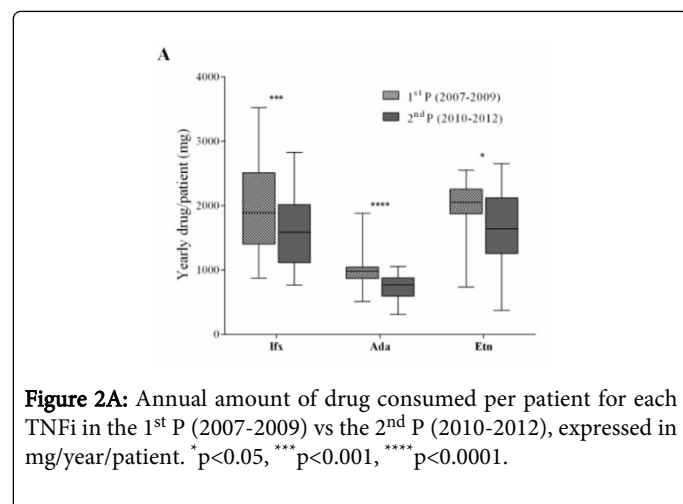 A
4000
3000
2000
1000
0
Yearly drug/patient (mg)
***
****
*
1st P (2007-2009)
2nd P (2010-2012)
Ifx Ada Etn
Figure 2A: Annual amount of drug consumed per patient for each
TNFi in the 1st P (2007-2009) vs the 2nd P (2010-2012), expressed in
mg/year/patient. *p<0.05, ***p<0.001, ****p<0.0001.